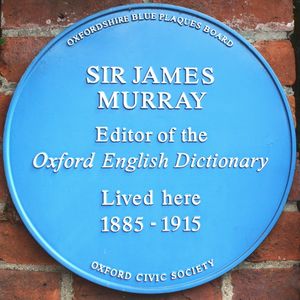 OXFORDSHIRE BLUE PLAQUES BOARD
SIR JAMES
MURRAY
Editor of the
Oxford English Dictionary
Lived here
1885 - 1915
OXFORD CIVIC SOCIETY